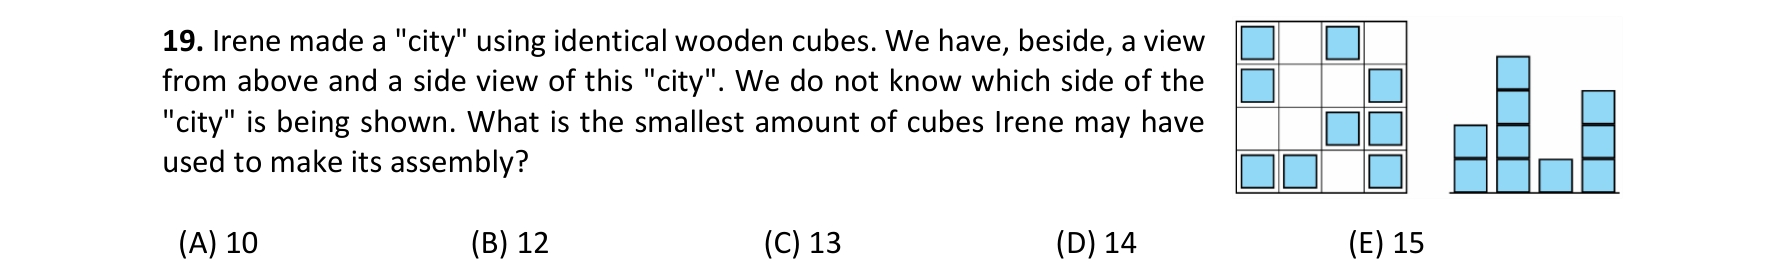 19. Irene made a "city" using identical wooden cubes. We have, beside, a view
from above and a side view of this "city". We do not know which side of the
"city" is being shown. What is the smallest amount of cubes Irene may have
used to make its assembly?
(A) 10 (B) 12 (C) 13 (D) 14 (E) 15